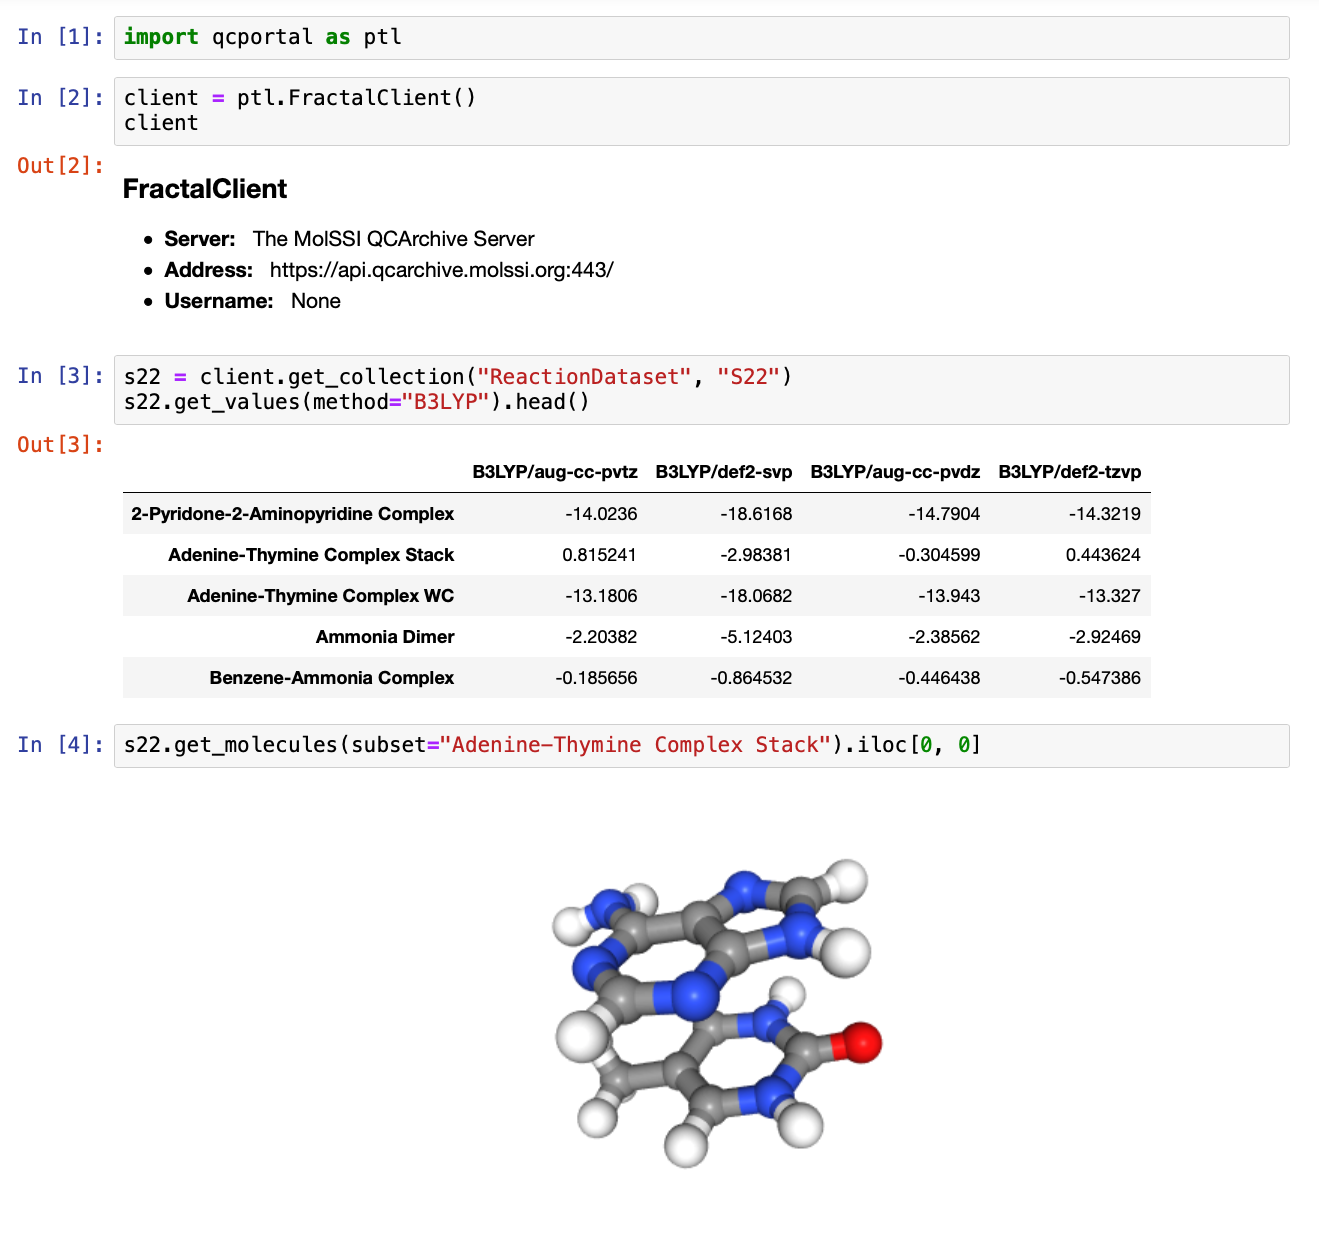 In [1]: import qcportal as ptl
In [2]: client = ptl.FractalClient()
client
Out[2]:
FractalClient
• Server: The MolSSI QCArchive Server
• Address: https://api.qcarchive.molssi.org:443/
• Username: None
In [3]: s22 = client.get_collection("ReactionDataset", "S22")
s22.get_values(method="B3LYP").head()
Out[3]:
B3LYP/aug-cc-pvtz B3LYP/def2-svp B3LYP/aug-cc-pvdz B3LYP/def2-tzvp
2-Pyridone-2-Aminopyridine Complex -14.0236 -18.6168 -14.7904 -14.3219
Adenine-Thymine Complex Stack 0.815241 -2.98381 -0.304599 0.443624
Adenine-Thymine Complex WC -13.1806 -18.0682 -13.943 -13.327
Ammonia Dimer -2.20382 -5.12403 -2.38562 -2.92469
Benzene-Ammonia Complex -0.185656 -0.864532 -0.446438 -0.547386
In [4]: s22.get_molecules(subset="Adenine-Thymine Complex Stack").iloc[0, 0]